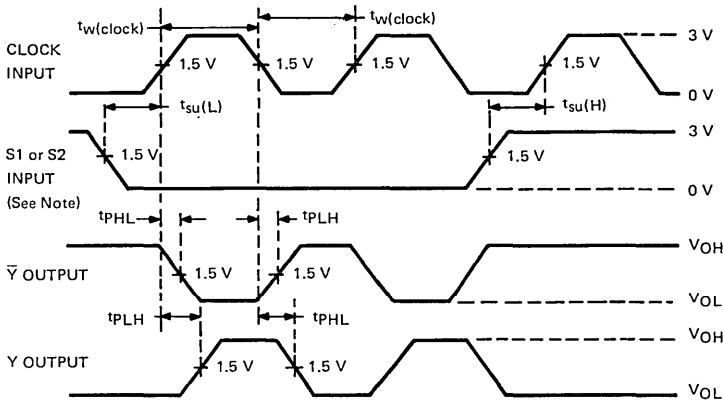 tw(clock)
tw(clock)
CLOCK
INPUT
1.5 V
1.5 V
1.5 V
1.5 V
3 V
0 V
tsu(L)
tsu(H)
S1 or S2
INPUT
(See Note)
1.5 V
1.5 V
3 V
0 V
tPHL
tPLH
Y̅ OUTPUT
1.5 V
1.5 V
VOH
VOL
tPLH
tPHL
Y OUTPUT
1.5 V
1.5 V
VOH
VOL